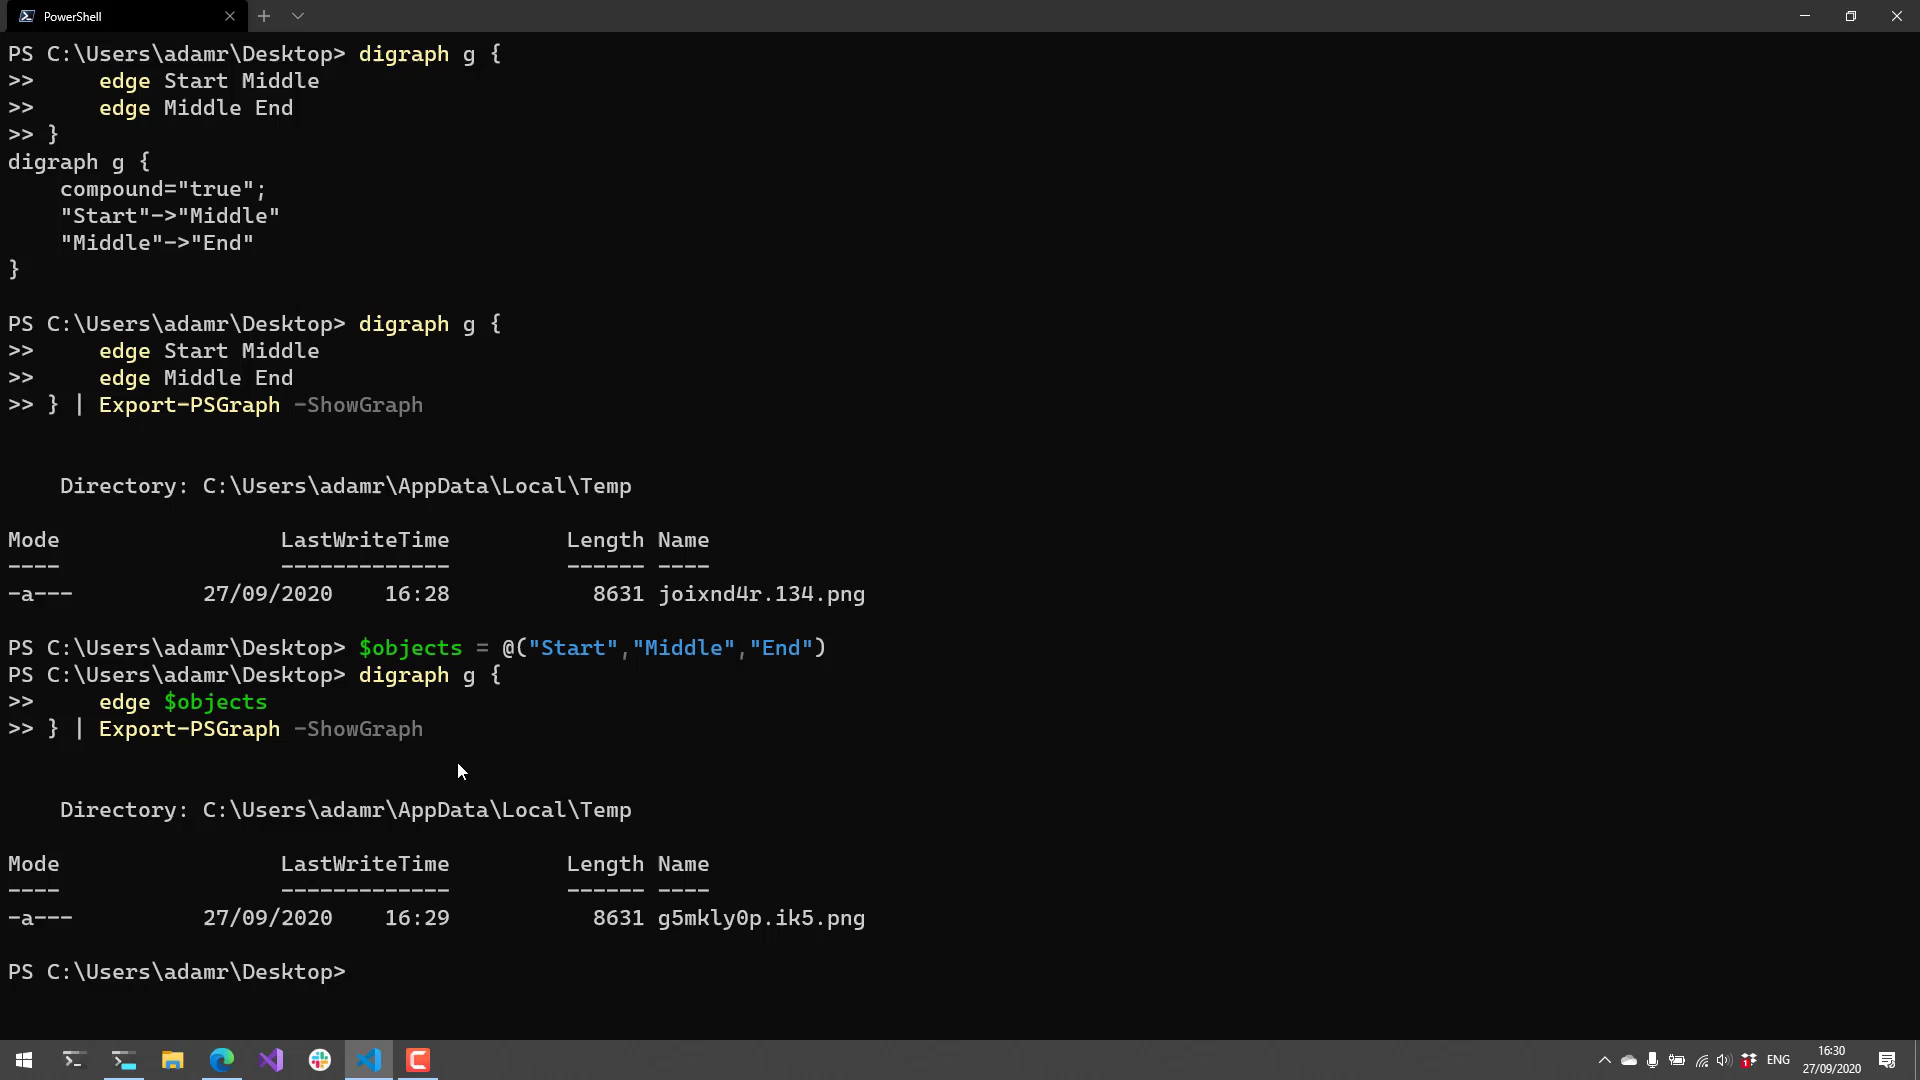 PowerShell
PS C:\Users\adamr\Desktop> digraph g {
>>     edge Start Middle
>>     edge Middle End
>> }
digraph g {
    compound="true";
    "Start"->"Middle"
    "Middle"->"End"
}
PS C:\Users\adamr\Desktop> digraph g {
>>     edge Start Middle
>>     edge Middle End
>> } | Export-PSGraph -ShowGraph
    Directory: C:\Users\adamr\AppData\Local\Temp
Mode                 LastWriteTime         Length Name
----                 -------------         ------ ----
-a---          27/09/2020    16:28           8631 joixnd4r.134.png
PS C:\Users\adamr\Desktop> $objects = @("Start","Middle","End")
PS C:\Users\adamr\Desktop> digraph g {
>>     edge $objects
>> } | Export-PSGraph -ShowGraph
    Directory: C:\Users\adamr\AppData\Local\Temp
Mode                 LastWriteTime         Length Name
----                 -------------         ------ ----
-a---          27/09/2020    16:29           8631 g5mkly0p.ik5.png
PS C:\Users\adamr\Desktop>
ENG
16:30
27/09/2020